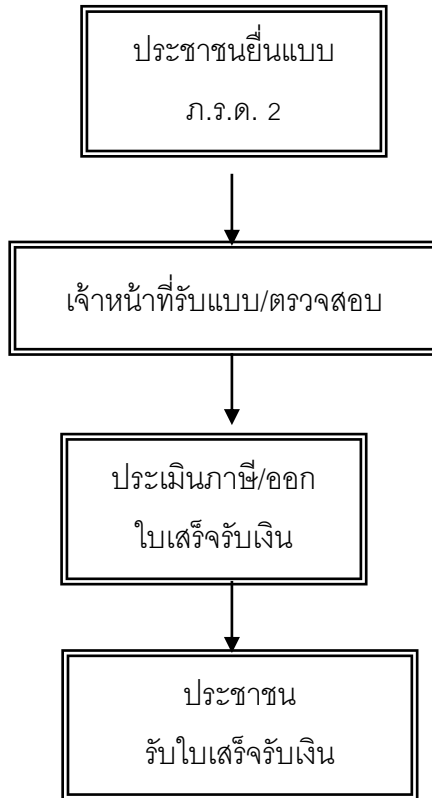 ประชาชนยื่นแบบ
ภ.ร.ด. 2
เจ้าหน้าที่รับแบบ/ตรวจสอบ
ประเมินภาษี/ออก
ใบเสร็จรับเงิน
ประชาชน
รับใบเสร็จรับเงิน